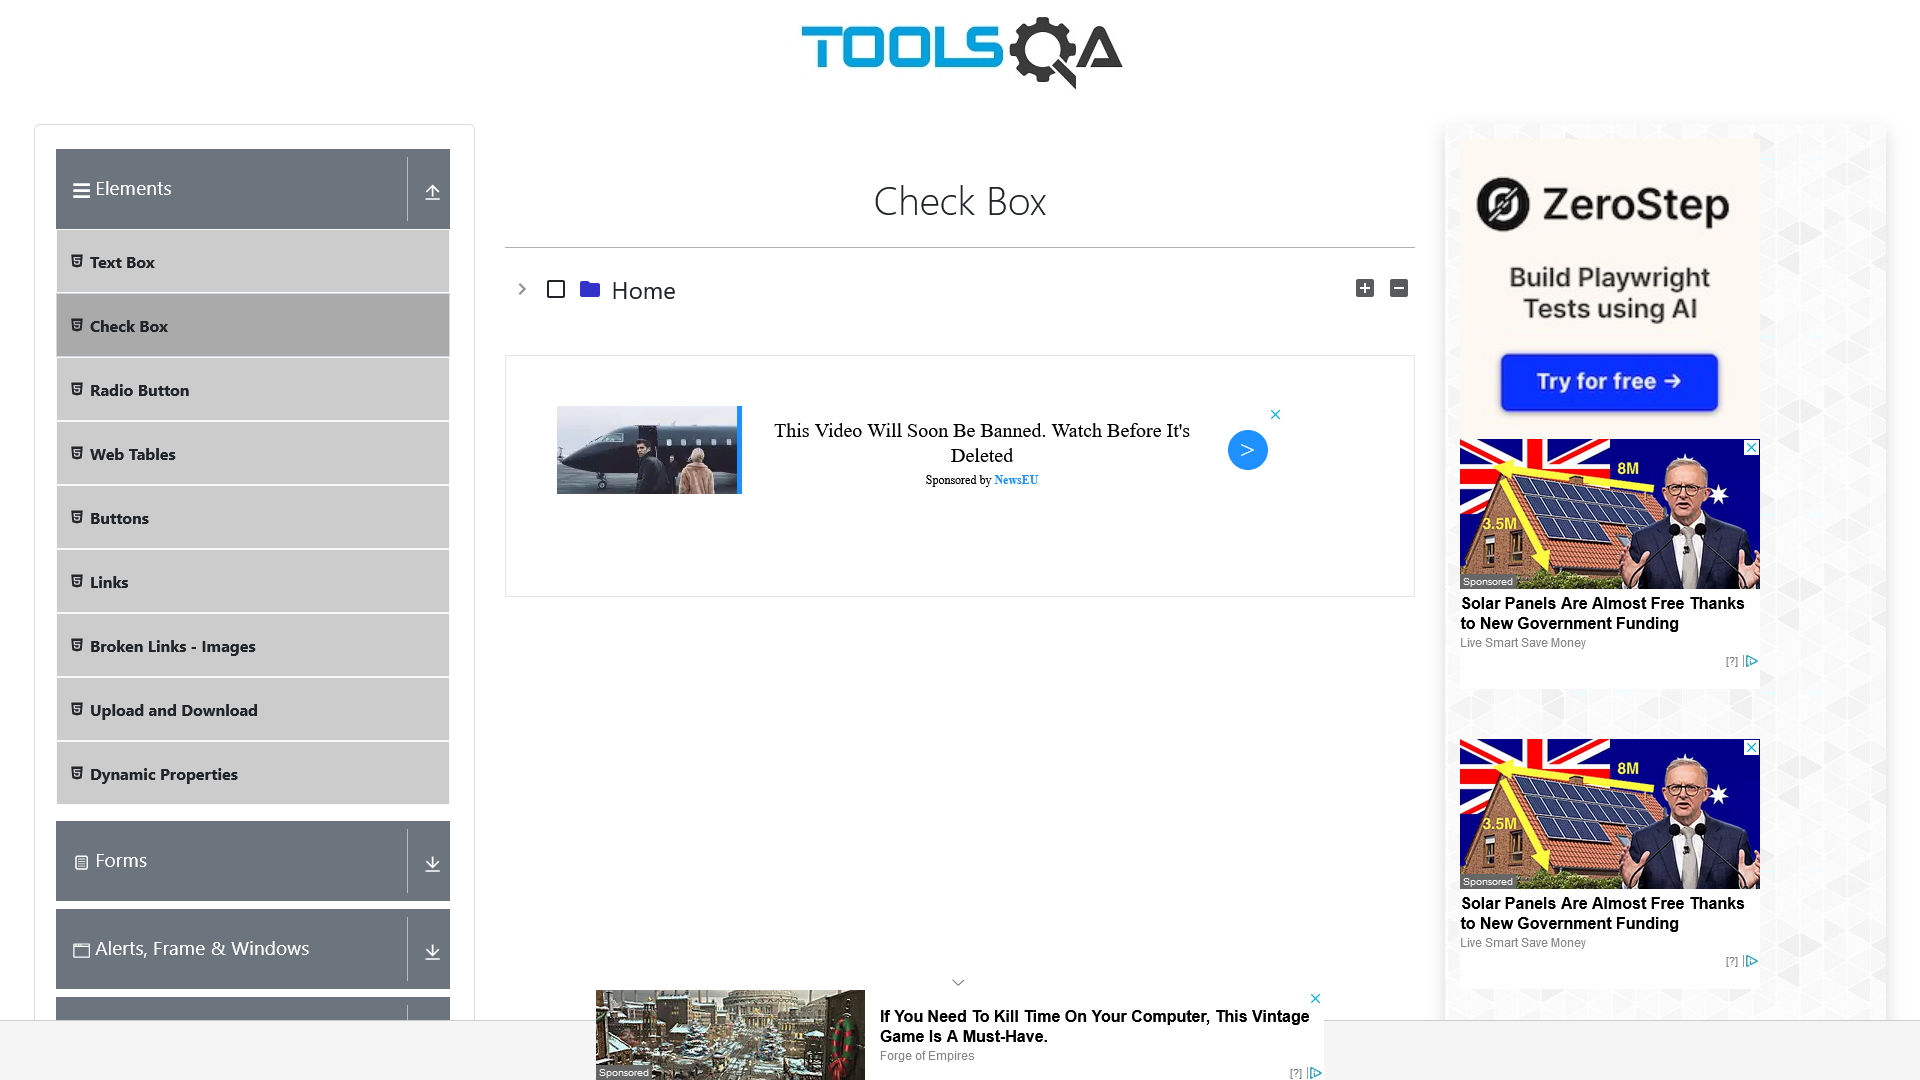 TOOLSQA
Elements
Text Box
Check Box
Radio Button
Web Tables
Buttons
Links
Broken Links - Images
Upload and Download
Dynamic Properties
Forms
Alerts, Frame & Windows
Check Box
Home
This Video Will Soon Be Banned. Watch Before It's
Deleted
Sponsored by NewsEU
>
ZeroStep
Build Playwright
Tests using AI
Try for free →
8M
3.5M
Sponsored
Solar Panels Are Almost Free Thanks
to New Government Funding
Live Smart Save Money
[?]
8M
3.5M
Sponsored
Solar Panels Are Almost Free Thanks
to New Government Funding
Live Smart Save Money
[?]
Sponsored
If You Need To Kill Time On Your Computer, This Vintage
Game Is A Must-Have.
Forge of Empires
[?]